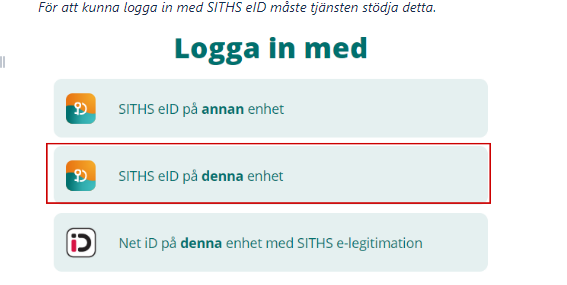 För att kunna logga in med SITHS eID måste tjänsten stödja detta.
Logga in med
SITHS eID på annan enhet
SITHS eID på denna enhet
Net iD på denna enhet med SITHS e-legitimation